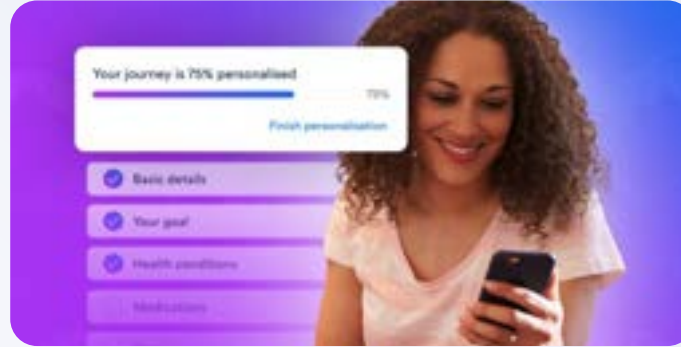 Your journey is 75% personalised
75%
Finish personalisation
Basic details
Your goal
Health conditions
Medications